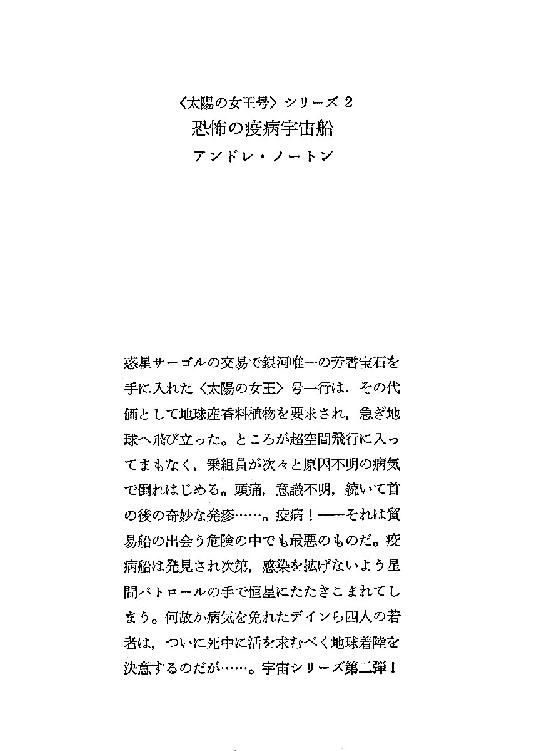 〈太陽の女王号〉シリーズ 2
恐怖の疫病宇宙船
アンドレ・ノートン
惑星サーゴルの交易で銀河唯一の芳香宝石を
手に入れた〈太陽の女王〉号一行は，その代
価として地球産香料植物を要求され，急ぎ地
球へ飛び立った。ところが超空間飛行に入っ
てまもなく，乗組員が次々と原因不明の病気
で倒れはじめる。頭痛，意識不明，続いて首
の後の奇妙な発疹……。疫病！――それは貿
易船の出会う危険の中でも最悪のものだ。疫
病船は発見され次第，感染を拡げないよう星
間パトロールの手で恒星にたたきこまれてし
まう。何故か病気を免れたデインら四人の若
者は，ついに死中に活を求むべく地球着陸を
決意するのだが……。宇宙シリーズ第二弾！